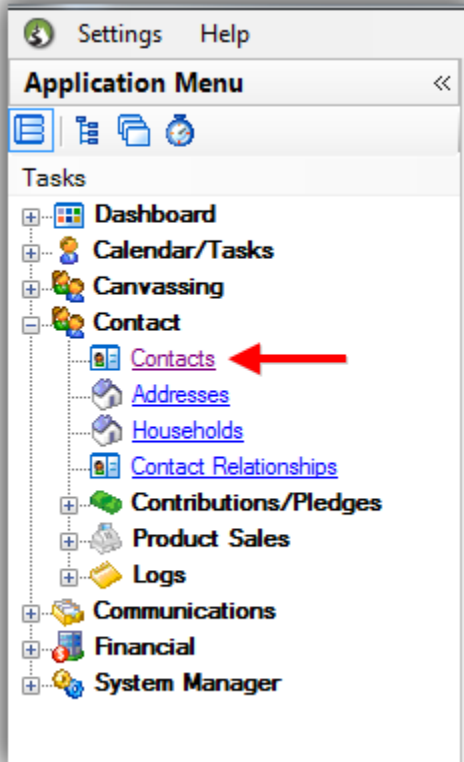 Settings Help
Application Menu
Tasks
Dashboard
Calendar/Tasks
Canvassing
Contact
Contacts
Addresses
Households
Contact Relationships
Contributions/Pledges
Product Sales
Logs
Communications
Financial
System Manager